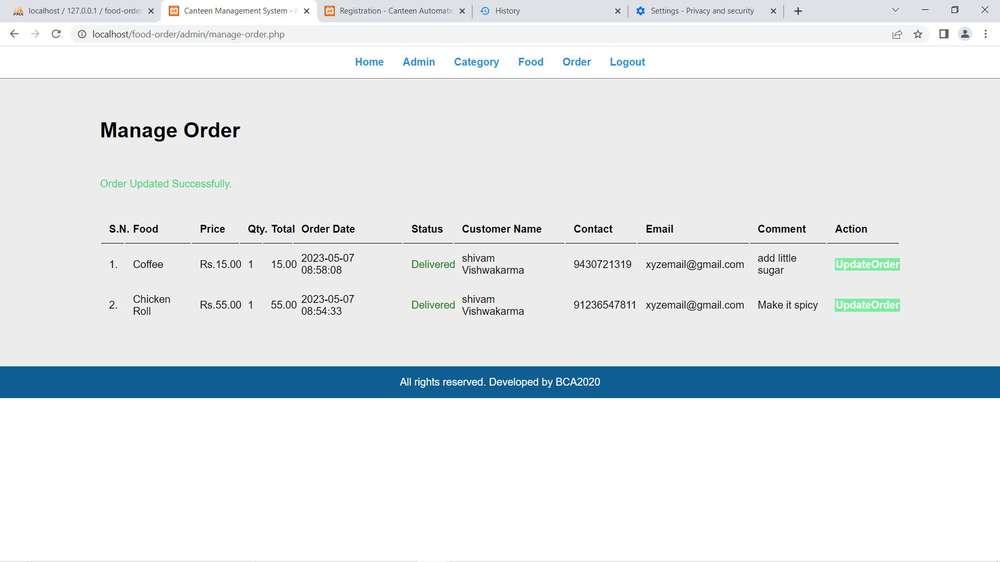 PMA localhost / 127.0.0.1 / food-order
Canteen Management System -
Registration - Canteen Automatic
History
Settings - Privacy and security
localhost/food-order/admin/manage-order.php
Home Admin Category Food Order Logout
Manage Order
Order Updated Successfully.
S.N. Food Price Qty. Total Order Date Status Customer Name Contact Email Comment Action
1. Coffee Rs.15.00 1 15.00 2023-05-07 08:58:08 Delivered shivam Vishwakarma 9430721319 xyzemail@gmail.com add little sugar UpdateOrder
2. Chicken Roll Rs.55.00 1 55.00 2023-05-07 08:54:33 Delivered shivam Vishwakarma 91236547811 xyzemail@gmail.com Make it spicy UpdateOrder
All rights reserved. Developed by BCA2020